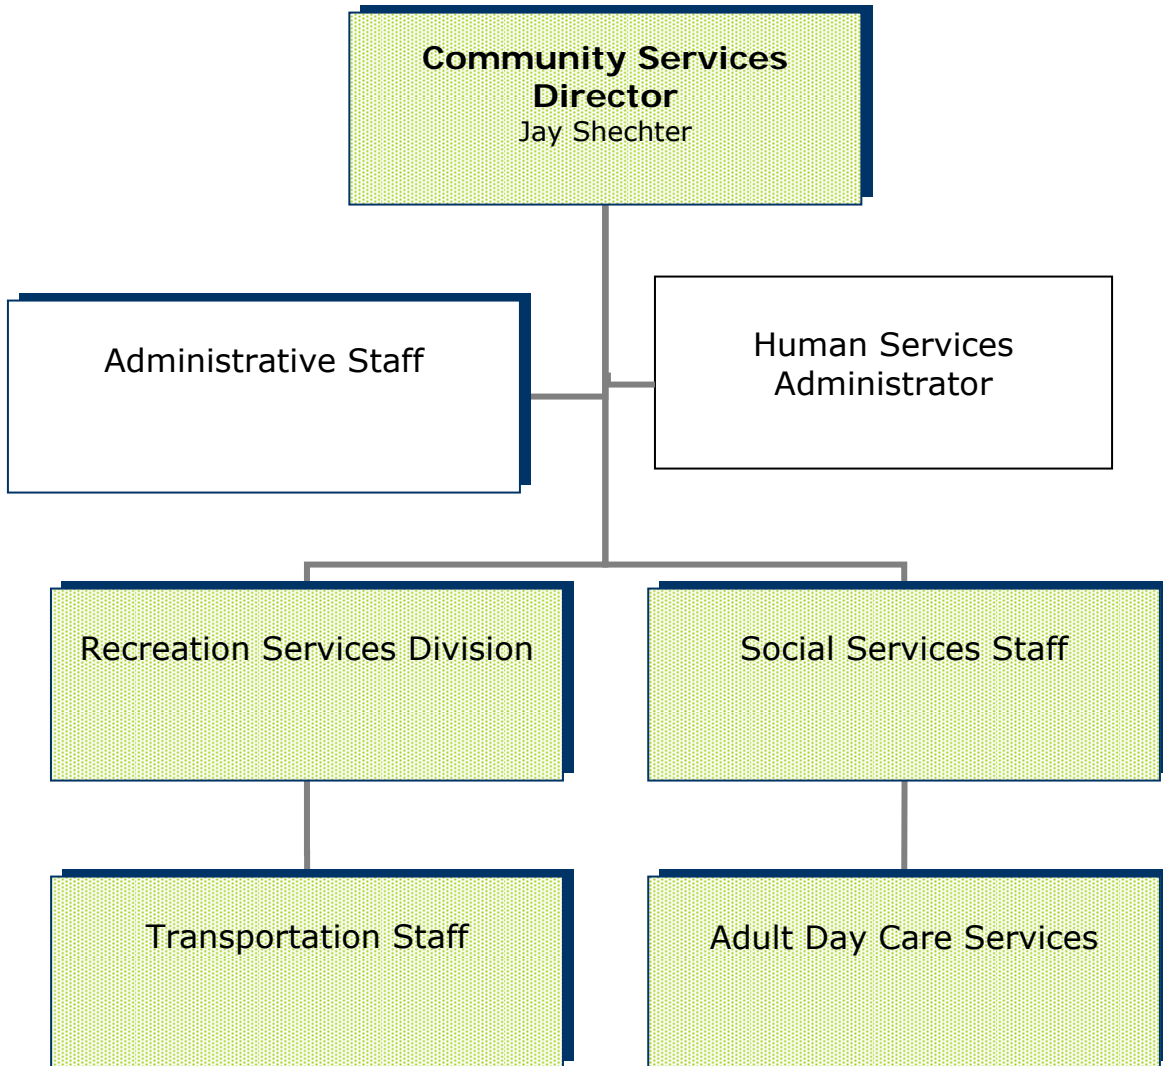 Community Services
Director
Jay Shechter
Administrative Staff
Human Services
Administrator
Recreation Services Division
Social Services Staff
Transportation Staff
Adult Day Care Services